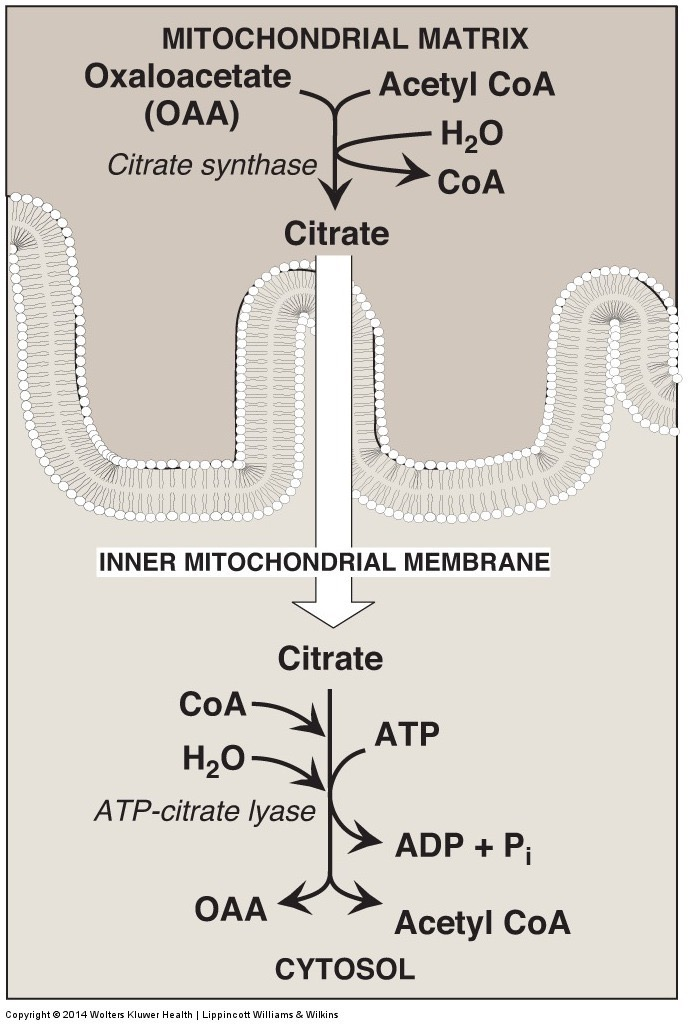 MITOCHONDRIAL MATRIX
Oxaloacetate
(OAA)
Acetyl CoA
H₂O
Citrate synthase
CoA
Citrate
INNER MITOCHONDRIAL MEMBRANE
Citrate
CoA
ATP
H₂O
ATP-citrate lyase
ADP + Pᵢ
OAA
Acetyl CoA
CYTOSOL
Copyright © 2014 Wolters Kluwer Health | Lippincott Williams & Wilkins